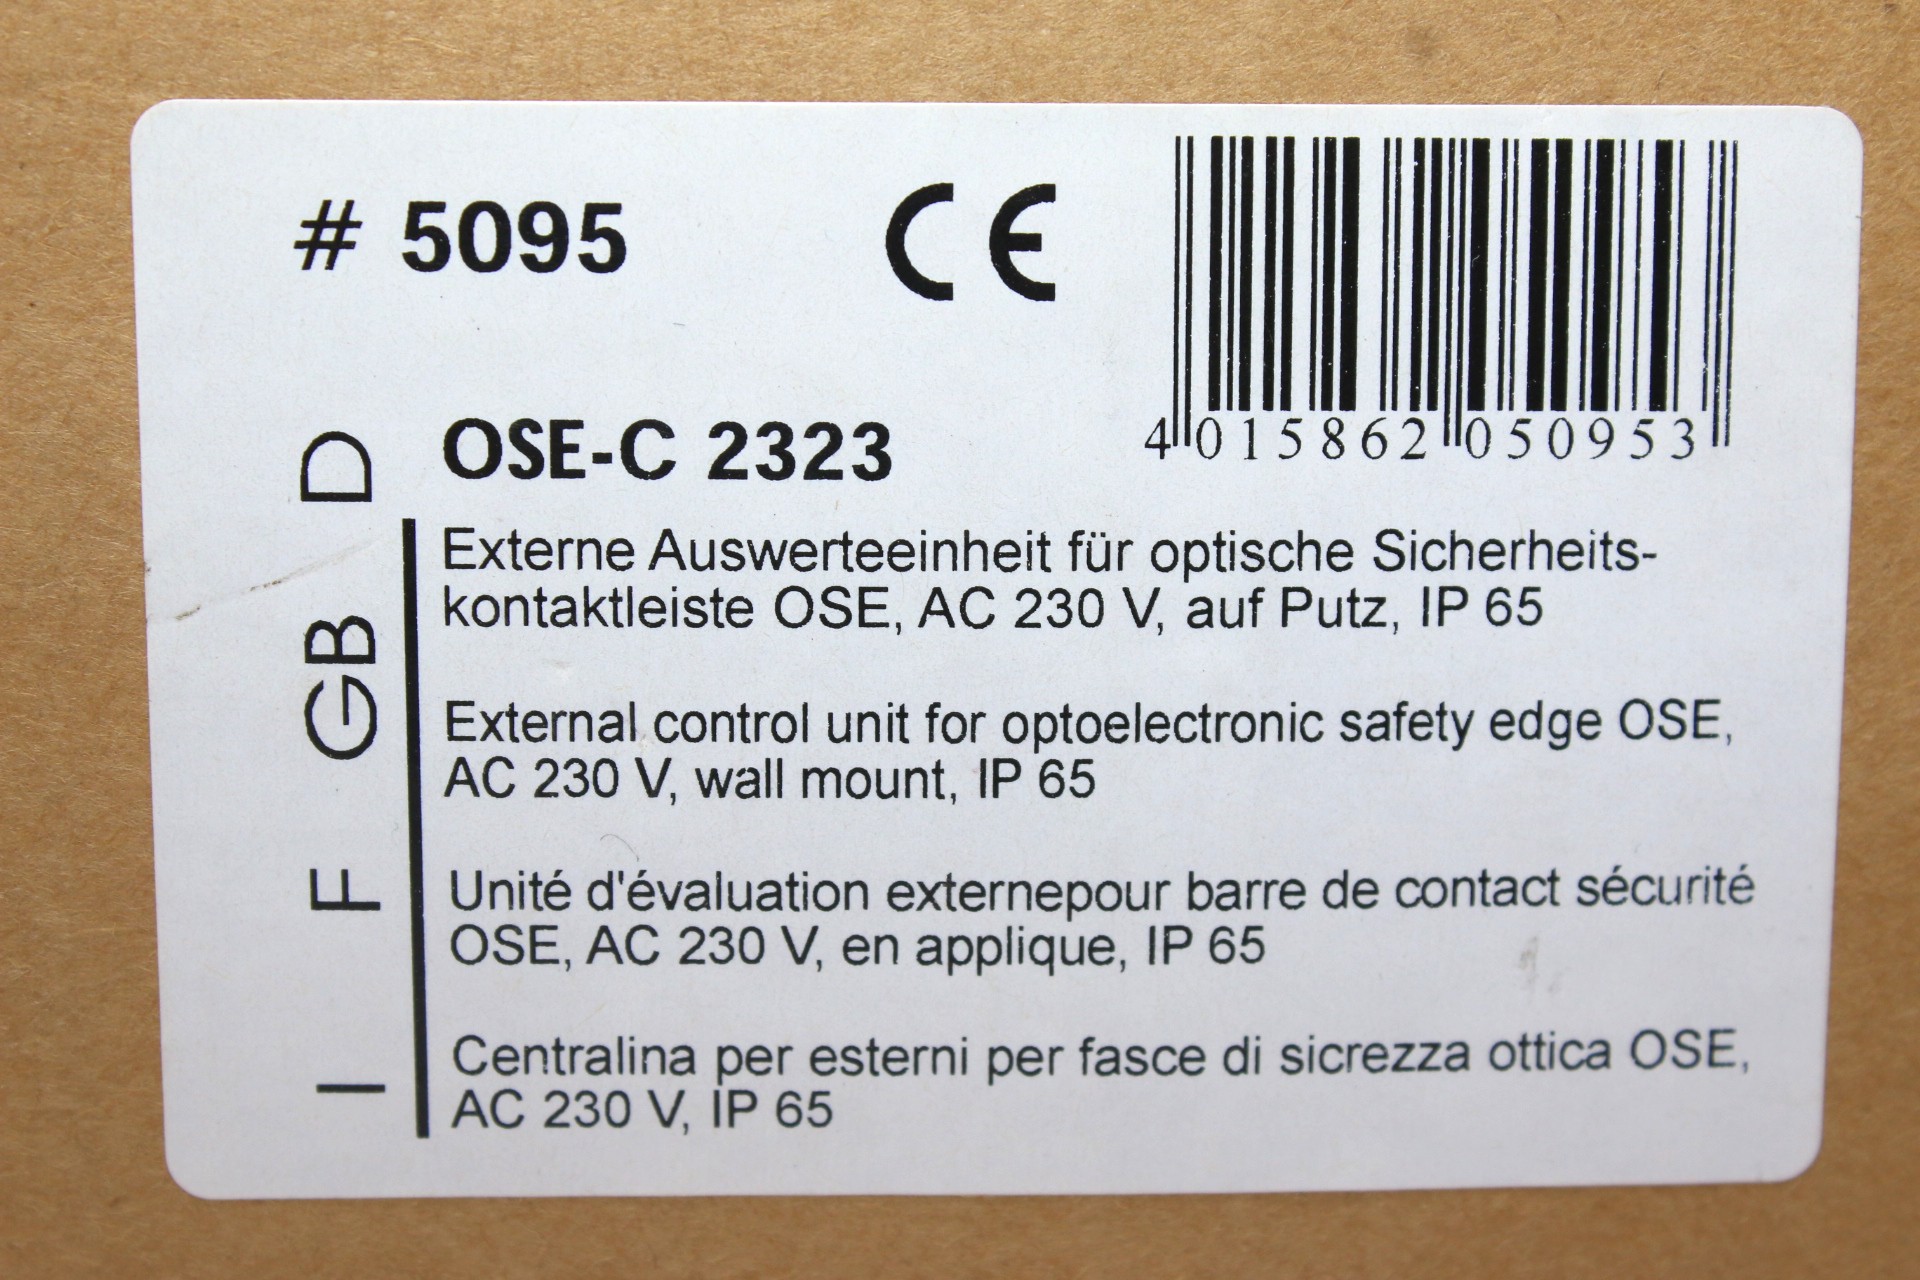 # 5095
CE
4 015862 050953
D
OSE-C 2323
Externe Auswerteeinheit für optische Sicherheits-
kontaktleiste OSE, AC 230 V, auf Putz, IP 65
GB
External control unit for optoelectronic safety edge OSE,
AC 230 V, wall mount, IP 65
F
Unité d'évaluation externepour barre de contact sécurité
OSE, AC 230 V, en applique, IP 65
I
Centralina per esterni per fasce di sicrezza ottica OSE,
AC 230 V, IP 65